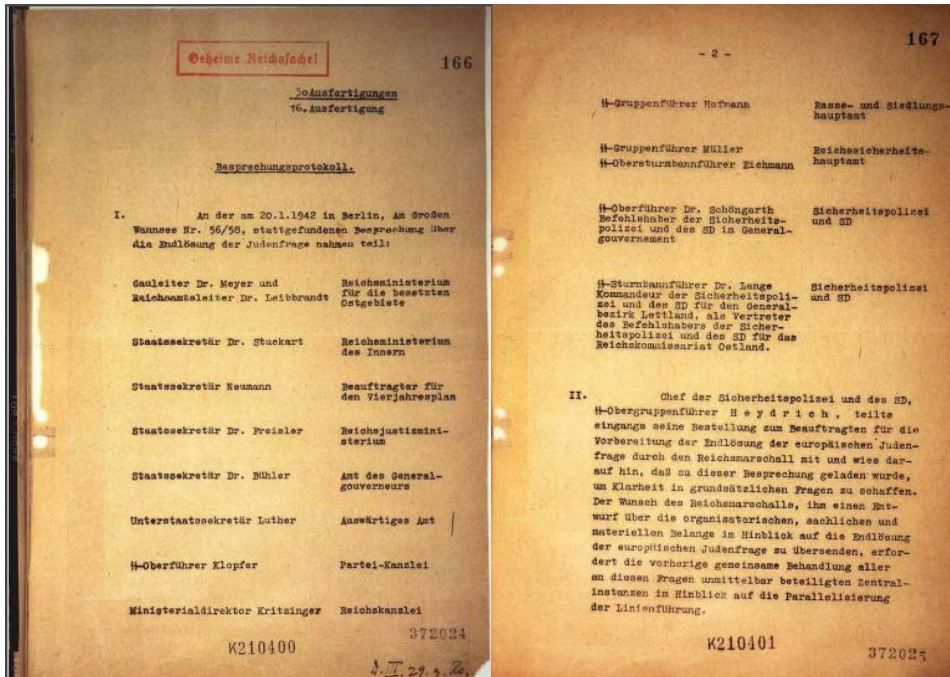 Geheime Reichssache!
166
30 Ausfertigungen
16. Ausfertigung
Besprechungsprotokoll.
I. An der am 20.1.1942 in Berlin, Am Großen
Wannsee Nr. 56/58, stattgefundenen Besprechung über
die Endlösung der Judenfrage nahmen teil:
Gauleiter Dr. Meyer und Reichsministerium
Reichsamtsleiter Dr. Leibbrandt für die besetzten
Ostgebiete
Staatssekretär Dr. Stuckart Reichsministerium
des Innern
Staatssekretär Neumann Beauftragter für
den Vierjahresplan
Staatssekretär Dr. Freisler Reichsjustizmini-
sterium
Staatssekretär Dr. Bühler Amt des General-
gouverneurs
Unterstaatssekretär Luther Auswärtiges Amt
SS-Oberführer Klopfer Partei-Kanzlei
Ministerialdirektor Kritzinger Reichskanzlei
K210400
372024
167
- 2 -
SS-Gruppenführer Hofmann Rasse- und Siedlungs-
hauptamt
SS-Gruppenführer Müller Reichssicherheits-
SS-Obersturmbannführer Eichmann hauptamt
SS-Oberführer Dr. Schöngarth Sicherheitspolizei
Befehlshaber der Sicherheits- und SD
polizei und des SD im General-
gouvernement
SS-Sturmbannführer Dr. Lange Sicherheitspolizei
Kommandeur der Sicherheitspoli- und SD
zei und des SD für den General-
bezirk Lettland, als Vertreter
des Befehlshabers der Sicher-
heitspolizei und des SD für das
Reichskommissariat Ostland.
II. Chef der Sicherheitspolizei und des SD,
SS-Obergruppenführer H e y d r i c h , teilte
eingangs seine Bestellung zum Beauftragten für die
Vorbereitung der Endlösung der europäischen Juden-
frage durch den Reichsmarschall mit und wies dar-
auf hin, daß zu dieser Besprechung geladen wurde,
um Klarheit in grundsätzlichen Fragen zu schaffen.
Der Wunsch des Reichsmarschalls, ihm einen Ent-
wurf über die organisatorischen, sachlichen und
materiellen Belange im Hinblick auf die Endlösung
der europäischen Judenfrage zu übersenden, erfor-
dert die vorherige gemeinsame Behandlung aller
an diesen Fragen unmittelbar beteiligten Zentral-
instanzen im Hinblick auf die Parallelisierung
der Linienführung.
K210401
372025